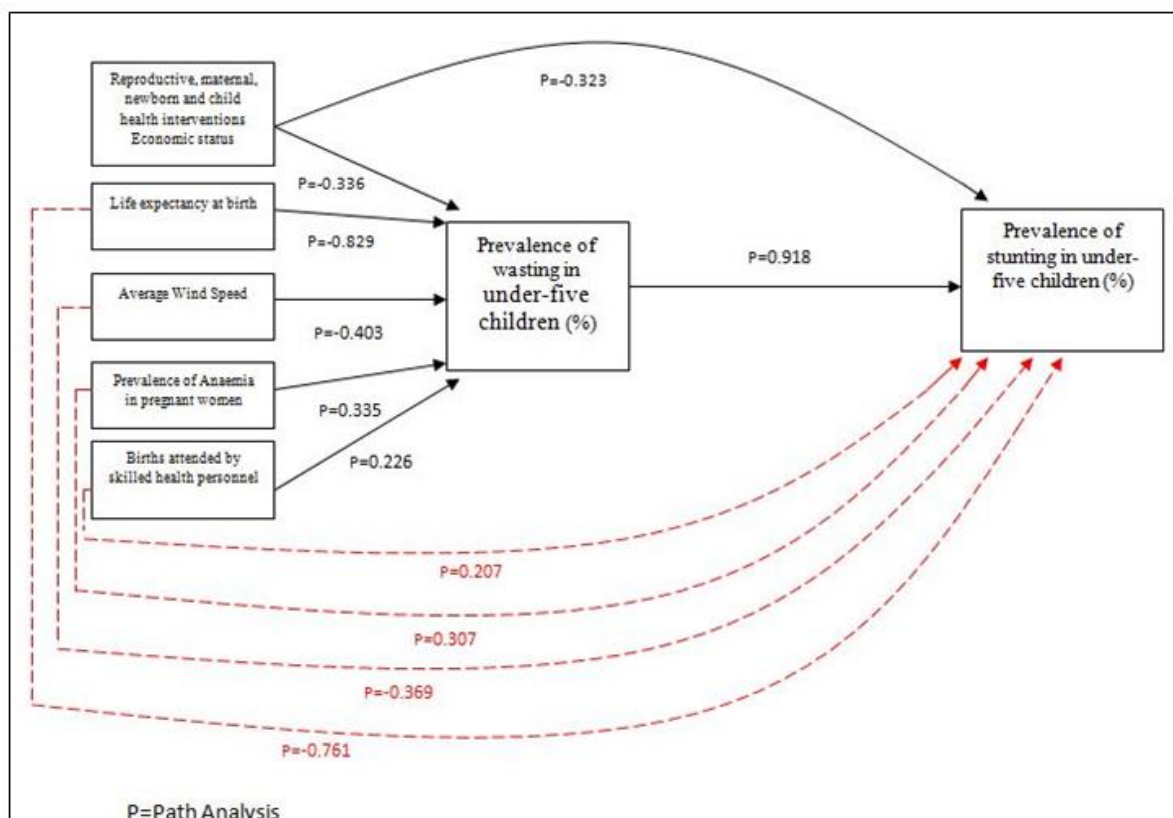 Reproductive, maternal,
newborn and child
health interventions
Economic status
P=-0.323
P=-0.336
Life expectancy at birth
P=-0.829
Average Wind Speed
P=-0.403
Prevalence of Anaemia
in pregnant women
P=0.335
Births attended by
skilled health personnel
P=0.226
Prevalence of
wasting in
under-five
children (%)
P=0.918
Prevalence of
stunting in under-
five children (%)
P=0.207
P=0.307
P=-0.369
P=-0.761
P=Path Analysis